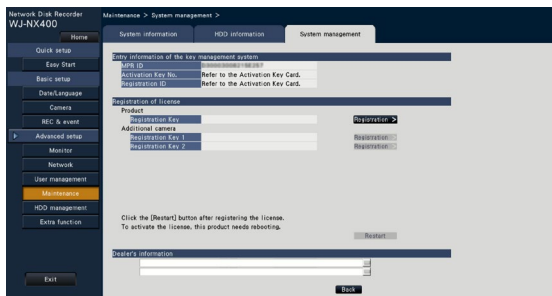 Network Disk Recorder
WJ-NX400
Home
Quick setup
Easy Start
Basic setup
Date/Language
Camera
REC & event
Advanced setup
Monitor
Network
User management
Maintenance
HDD management
Extra function
Exit
Maintenance > System management >
System information
HDD information
System management
Entry information of the key management system
MPR ID
Activation Key No. Refer to the Activation Key Card.
Registration ID Refer to the Activation Key Card.
Registration of license
Product
Registration Key Registration >
Additional camera
Registration Key 1 Registration
Registration Key 2 Registration
Click the [Restart] button after registering the license.
To activate the license, this product needs rebooting.
Restart
Dealer's information
Back